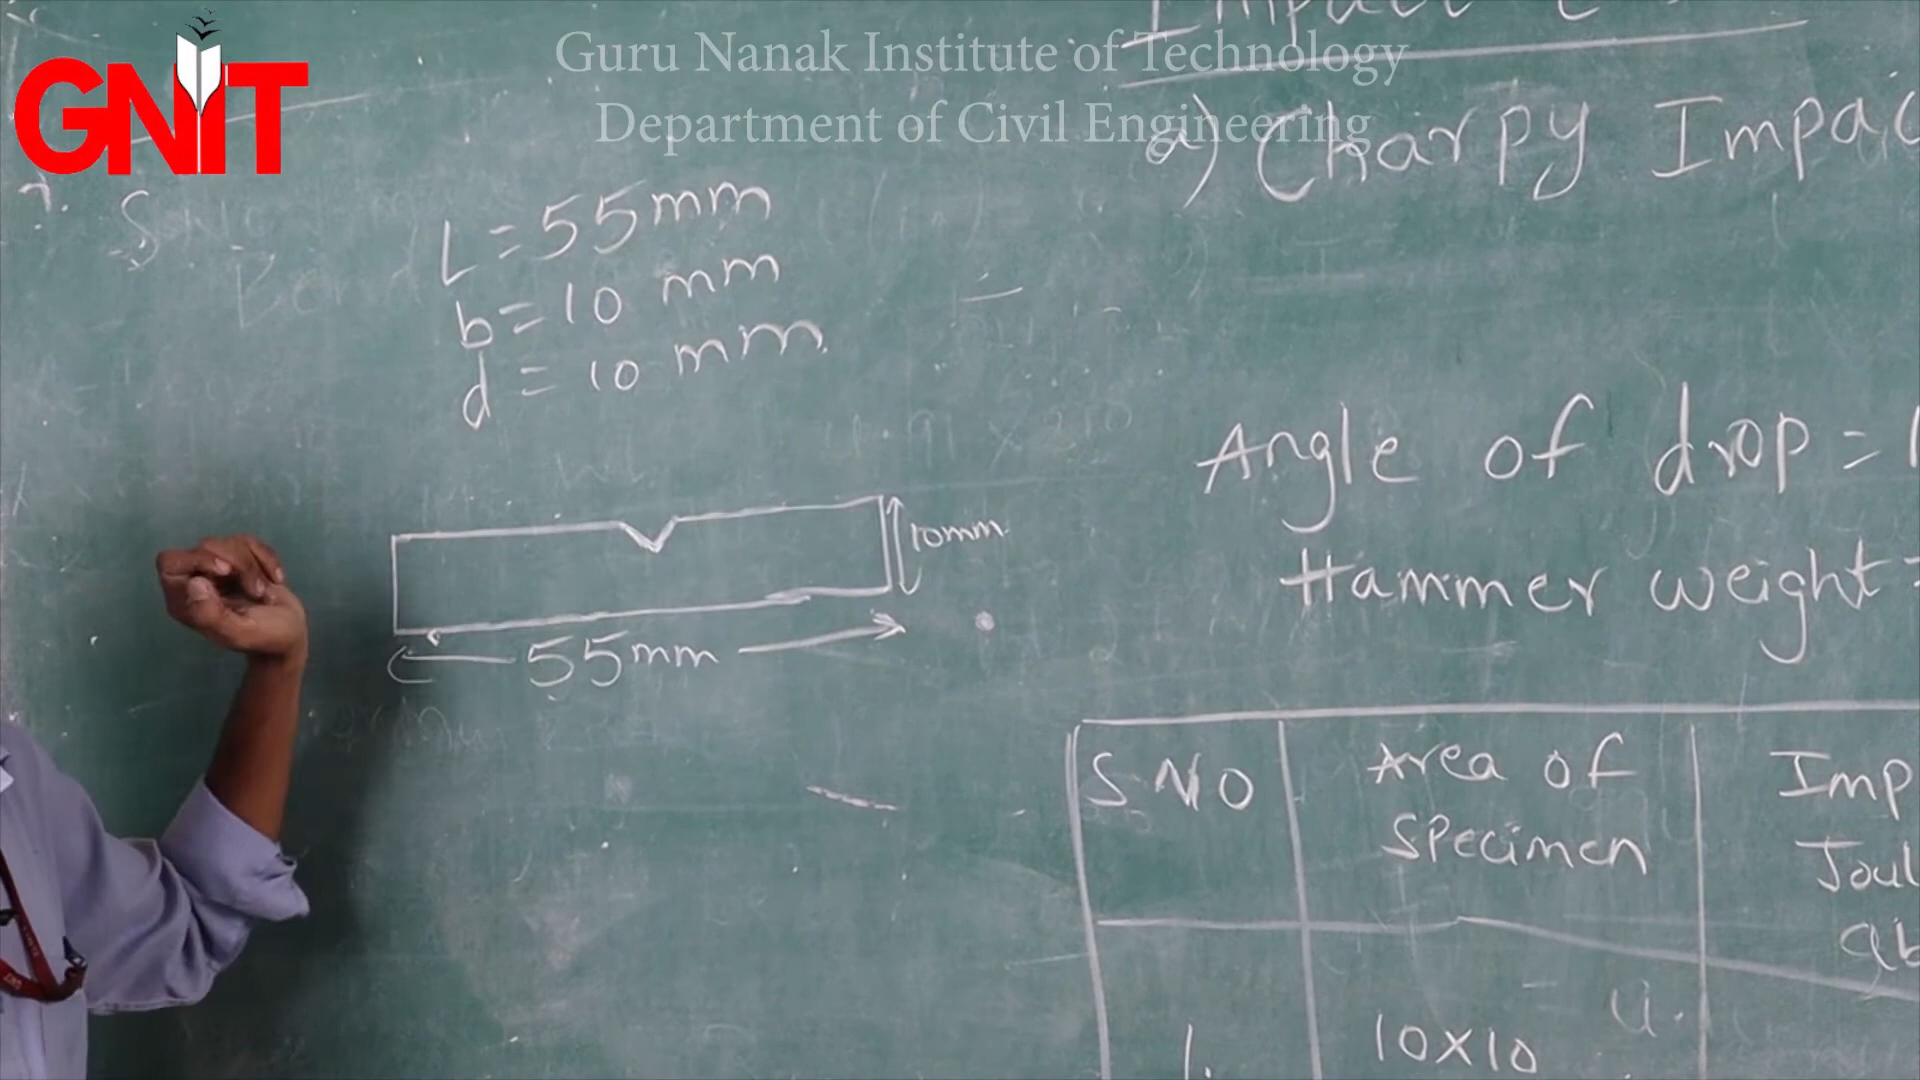 GNIT
Guru Nanak Institute of Technology
Department of Civil Engineering
L = 55mm
b = 10 mm
d = 10 mm.
10mm.
55mm
a) Charpy Impac
Angle of drop =
Hammer weight =
S.NO
Area of
Specimen
Imp
Joul
ab
1.
10x10